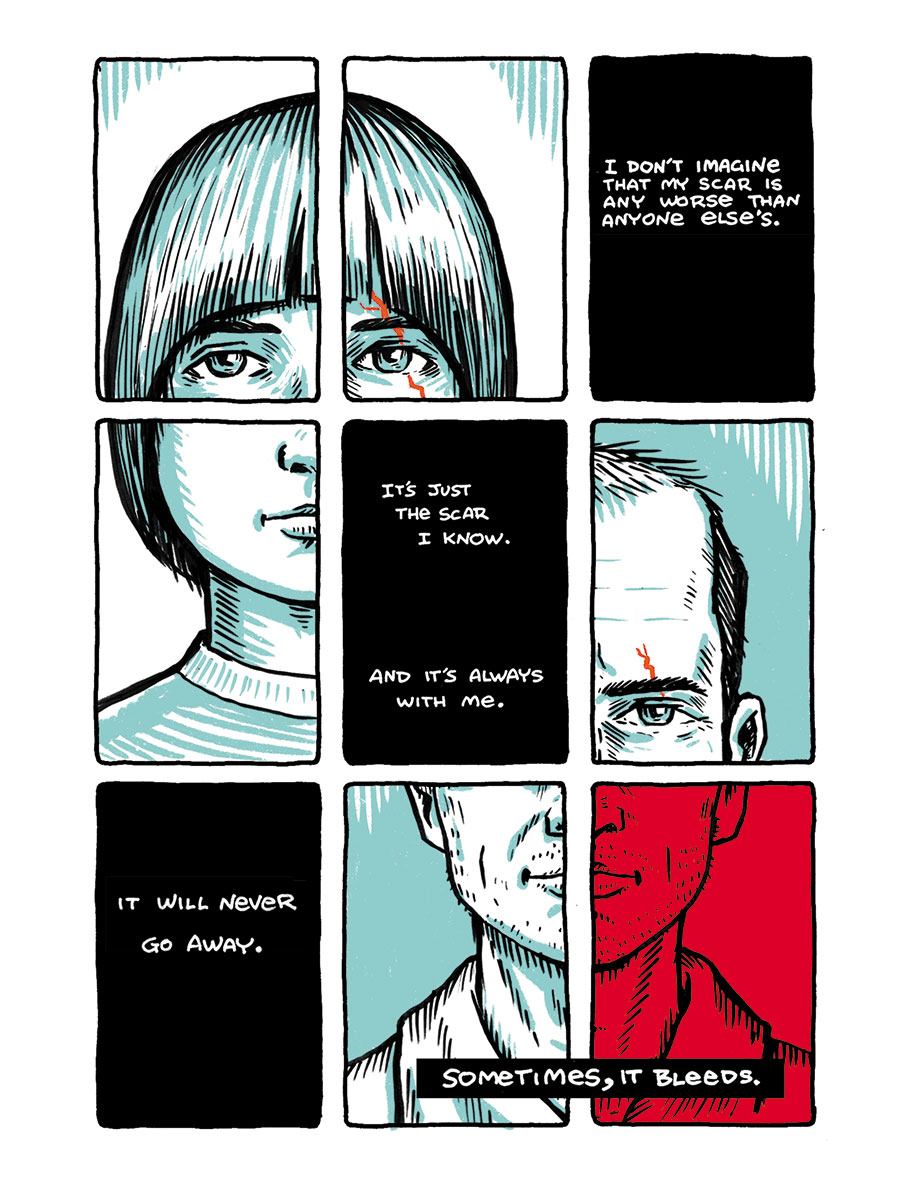 I DON'T IMAGINE
THAT MY SCAR IS
ANY WORSE THAN
ANYONE ELSE'S.
IT'S JUST
THE SCAR
I KNOW.
AND IT'S ALWAYS
WITH ME.
IT WILL NEVER
GO AWAY.
SOMETIMES, IT BLEEDS.